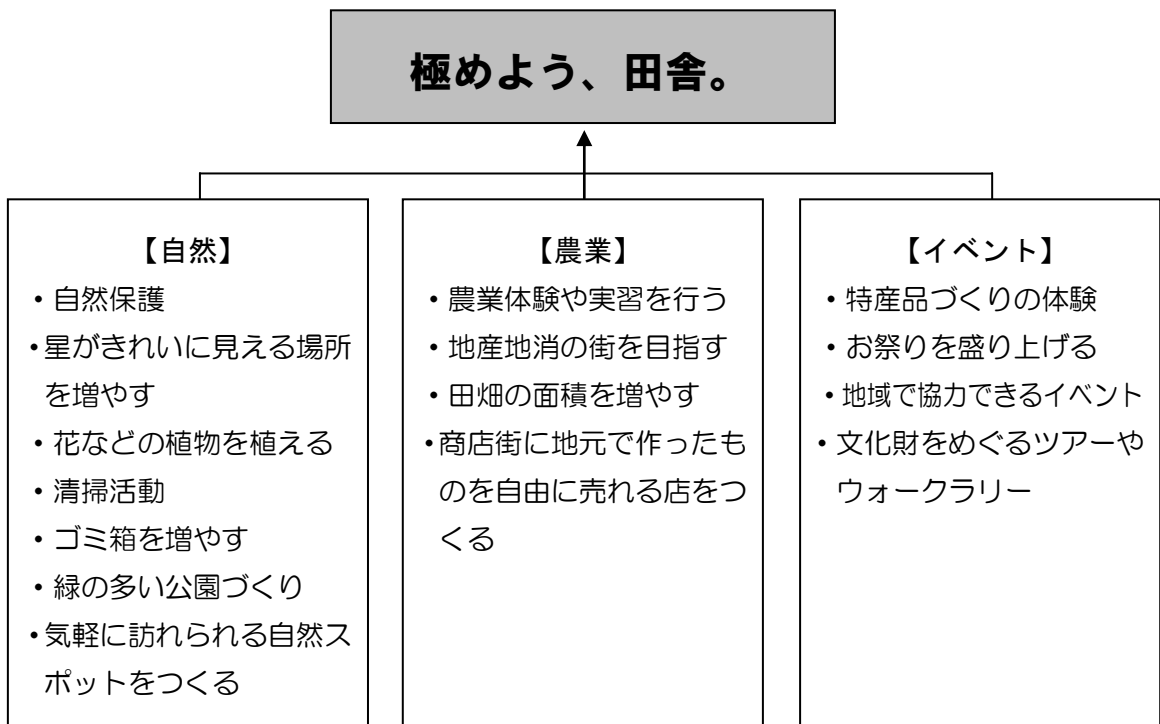 極めよう、田舎。
【自然】
・自然保護
・星がきれいに見える場所
を増やす
・花などの植物を植える
・清掃活動
・ゴミ箱を増やす
・緑の多い公園づくり
・気軽に訪れられる自然ス
ポットをつくる
【農業】
・農業体験や実習を行う
・地産地消の街を目指す
・田畑の面積を増やす
・商店街に地元で作ったも
のを自由に売れる店をつ
くる
【イベント】
・特産品づくりの体験
・お祭りを盛り上げる
・地域で協力できるイベント
・文化財をめぐるツアーや
ウォークラリー